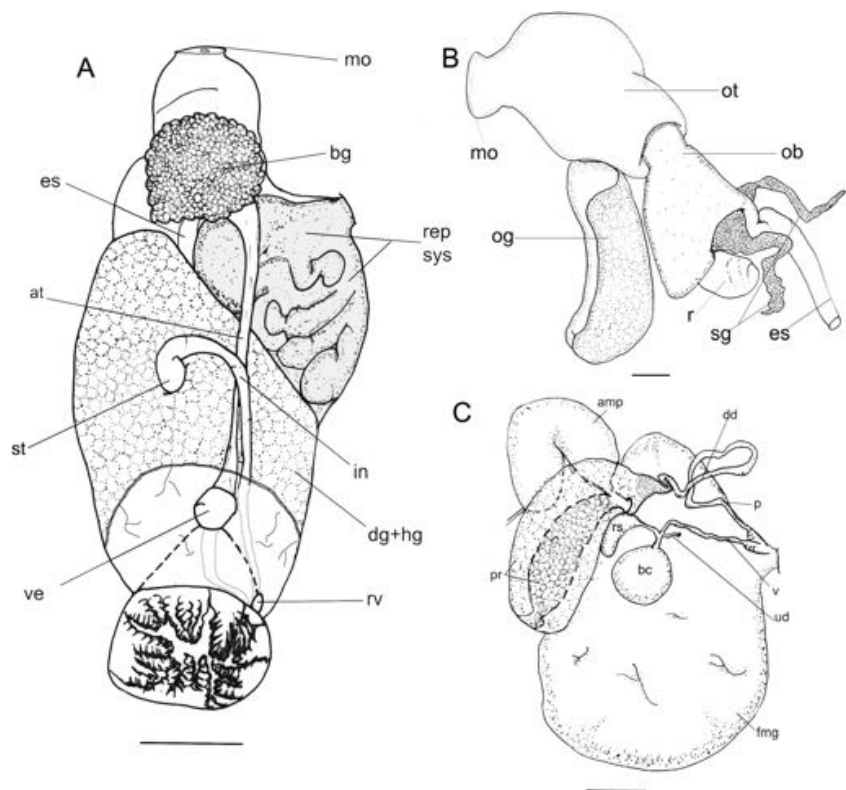 A
mo
bg
es
rep
sys
at
st
in
dg+hg
ve
rv
B
ot
mo
ob
og
r
sg
es
C
amp
dd
p
rs
pr
bc
v
ud
fmg